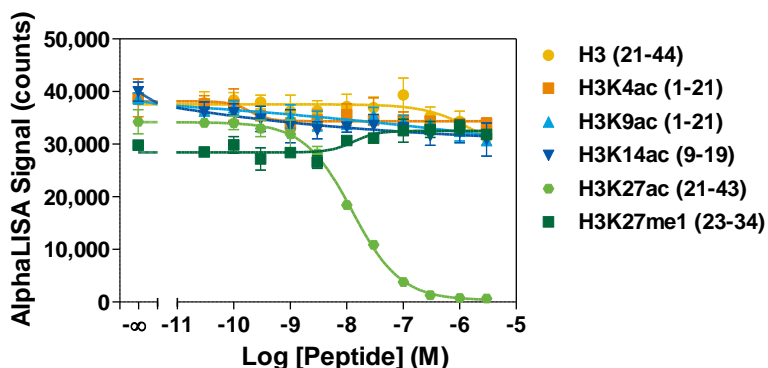 AlphaLISA Signal (counts)
50,000
40,000
30,000
20,000
10,000
0
-∞ -11 -10 -9 -8 -7 -6 -5
Log [Peptide] (M)
H3 (21-44)
H3K4ac (1-21)
H3K9ac (1-21)
H3K14ac (9-19)
H3K27ac (21-43)
H3K27me1 (23-34)